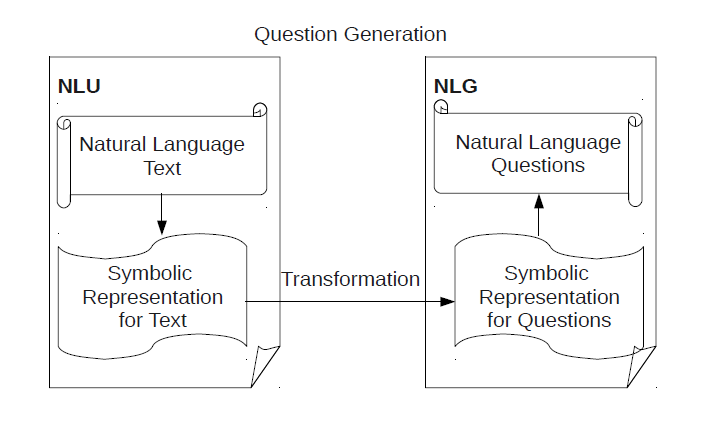 Question Generation
NLU
Natural Language
Text
Symbolic
Representation
for Text
Transformation
NLG
Natural Language
Questions
Symbolic
Representation
for Questions